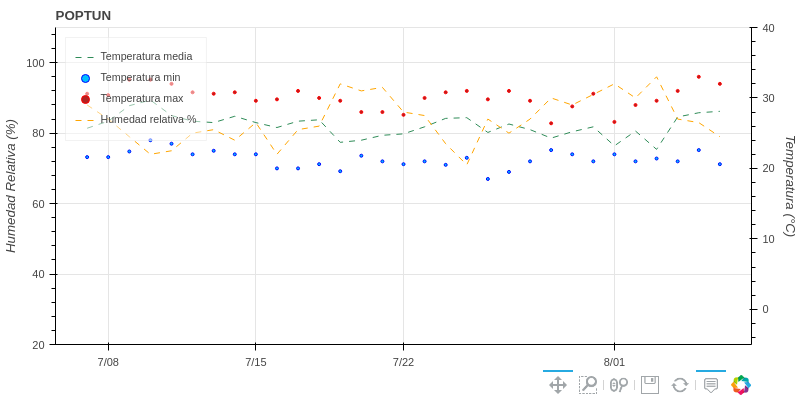 POPTUN
Temperatura media
Temperatura min
Temperatura max
Humedad relativa %
Humedad Relativa (%)
100
80
60
40
20
Temperatura (°C)
40
30
20
10
0
7/08
7/15
7/22
8/01